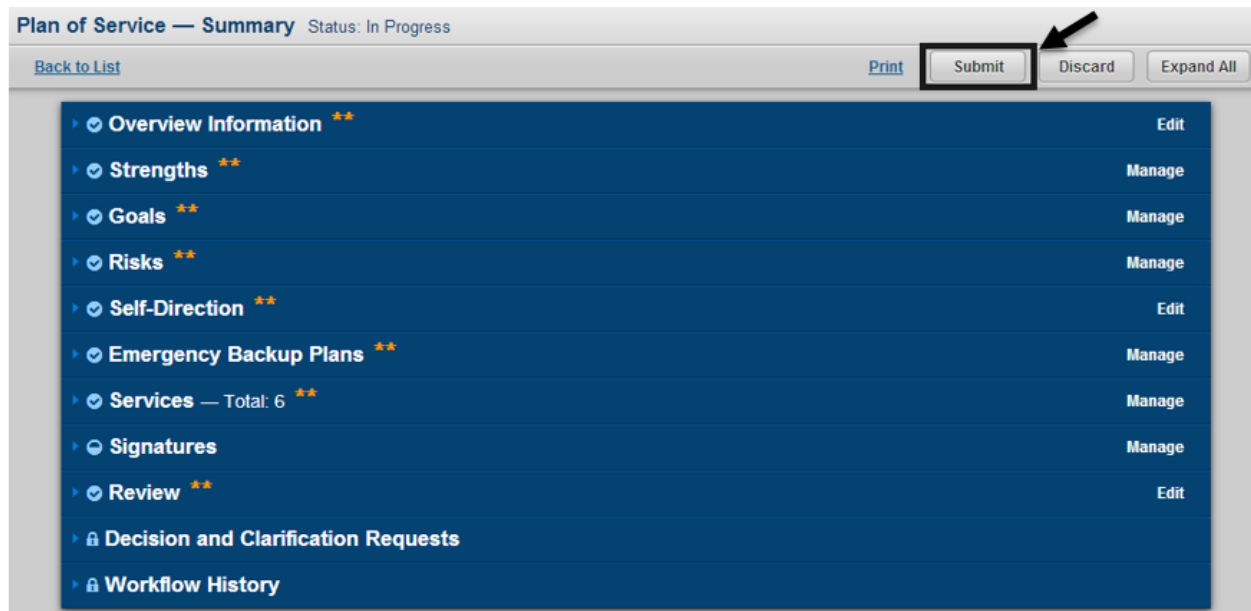 Plan of Service — Summary Status: In Progress
Back to List Print Submit Discard Expand All
Overview Information ** Edit
Strengths ** Manage
Goals ** Manage
Risks ** Manage
Self-Direction ** Edit
Emergency Backup Plans ** Manage
Services — Total: 6 ** Manage
Signatures Manage
Review ** Edit
Decision and Clarification Requests
Workflow History